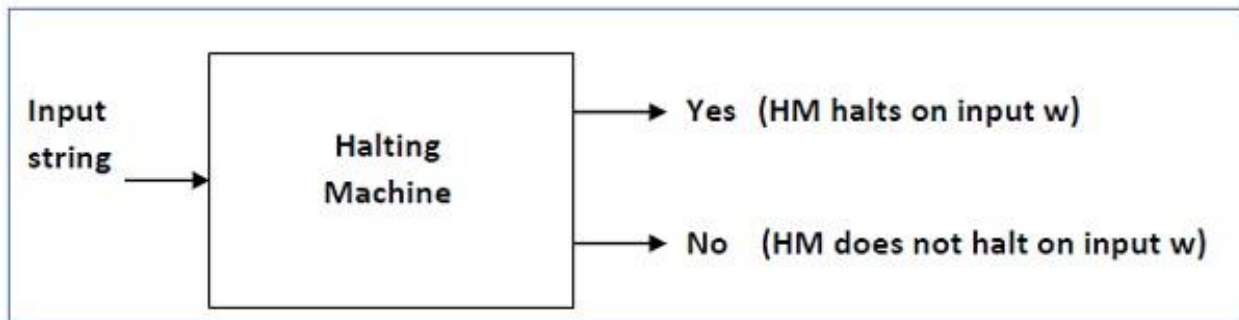 Input
string
Halting
Machine
Yes (HM halts on input w)
No (HM does not halt on input w)